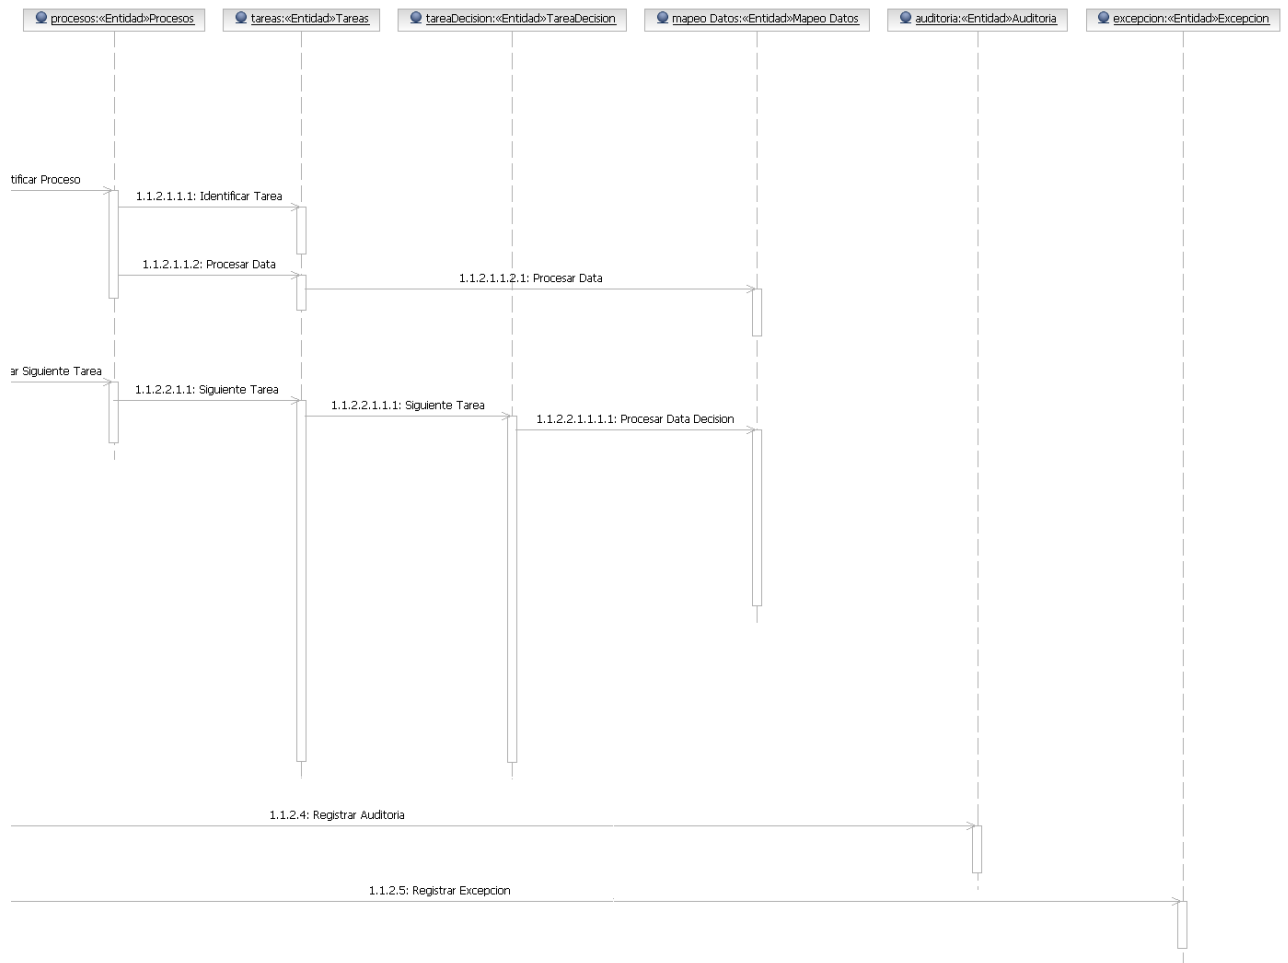 procesos:«Entidad»Procesos
tareas:«Entidad»Tareas
tareaDecision:«Entidad»TareaDecision
mapeo Datos:«Entidad»Mapeo Datos
auditoria:«Entidad»Auditoria
excepcion:«Entidad»Excepcion
tificar Proceso
1.1.2.1.1.1: Identificar Tarea
1.1.2.1.1.2: Procesar Data
1.1.2.1.1.2.1: Procesar Data
ar Siguiente Tarea
1.1.2.2.1.1: Siguiente Tarea
1.1.2.2.1.1.1: Siguiente Tarea
1.1.2.2.1.1.1.1: Procesar Data Decision
1.1.2.4: Registrar Auditoria
1.1.2.5: Registrar Excepcion